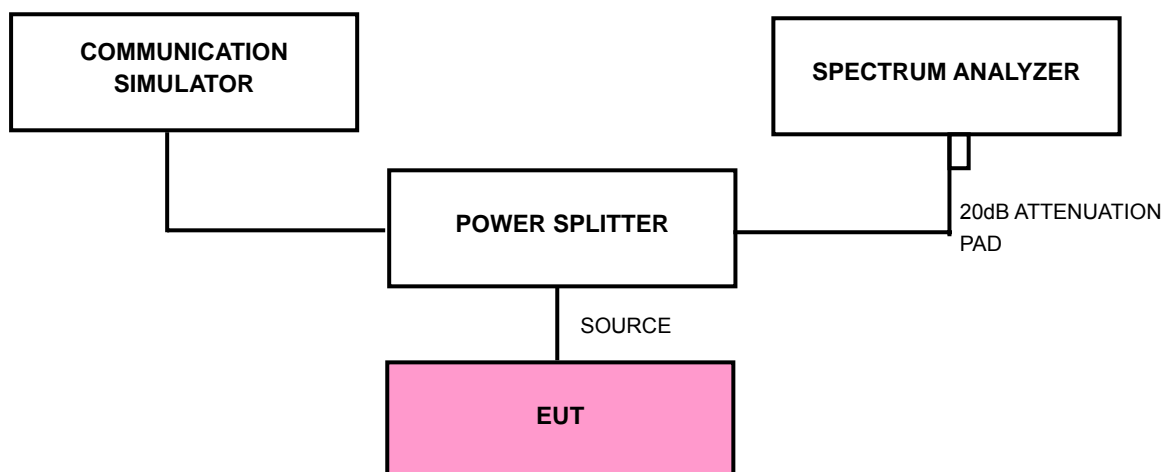 COMMUNICATION
SIMULATOR
SPECTRUM ANALYZER
POWER SPLITTER
20dB ATTENUATION
PAD
SOURCE
EUT